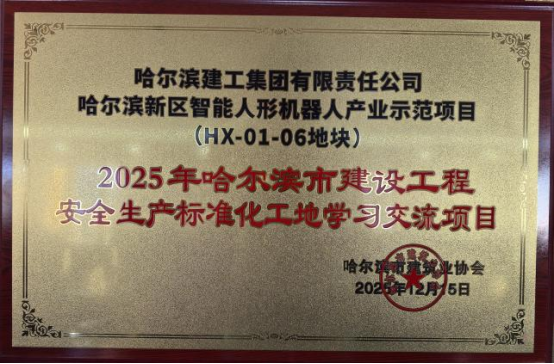 哈尔滨建工集团有限责任公司
哈尔滨新区智能人形机器人产业示范项目
（HX-01-06地块）
2025年哈尔滨市建设工程
安全生产标准化工地学习交流项目
哈尔滨市建筑业协会
2025年12月15日